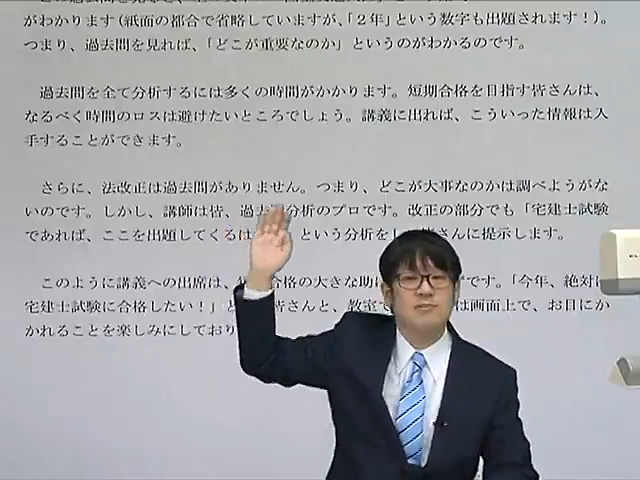 がわかります（紙面の都合で省略していますが、「２年」という数字も出題されます！）。
つまり、過去問を見れば、「どこが重要なのか」というのがわかるのです。
過去問を全て分析するには多くの時間がかかります。短期合格を目指す皆さんは、
なるべく時間のロスは避けたいところでしょう。講義に出れば、こういった情報は入
手することができます。
さらに、法改正は過去問がありません。つまり、どこが大事なのかは調べようがな
いのです。しかし、講師は皆、過去 分析のプロです。改正の部分でも「宅建士試験
であれば、ここを出題してくるは という分析をし さんに提示します。
このように講義への出席は、 合格の大きな助 です。「今年、絶対に
宅建士試験に合格したい！」と 皆さんと、教室で は画面上で、お目にか
かれることを楽しみにしており